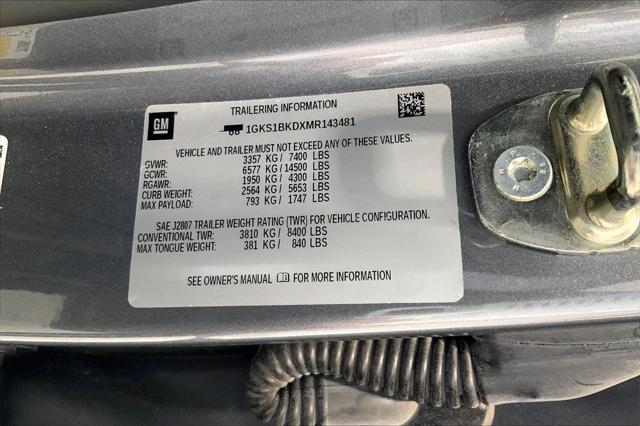 TRAILERING INFORMATION
GM
1GKS1BKDXMR143481
VEHICLE AND TRAILER MUST NOT EXCEED ANY OF THESE VALUES.
GVWR: 3357 KG/ 7400 LBS
GCWR: 6577 KG/ 14500 LBS
RGAWR: 1950 KG/ 4300 LBS
CURB WEIGHT: 2564 KG/ 5653 LBS
MAX PAYLOAD: 793 KG/ 1747 LBS
SAE J2807 TRAILER WEIGHT RATING (TWR) FOR VEHICLE CONFIGURATION.
CONVENTIONAL TWR: 3810 KG/ 8400 LBS
MAX TONGUE WEIGHT: 381 KG/ 840 LBS
SEE OWNER'S MANUAL FOR MORE INFORMATION